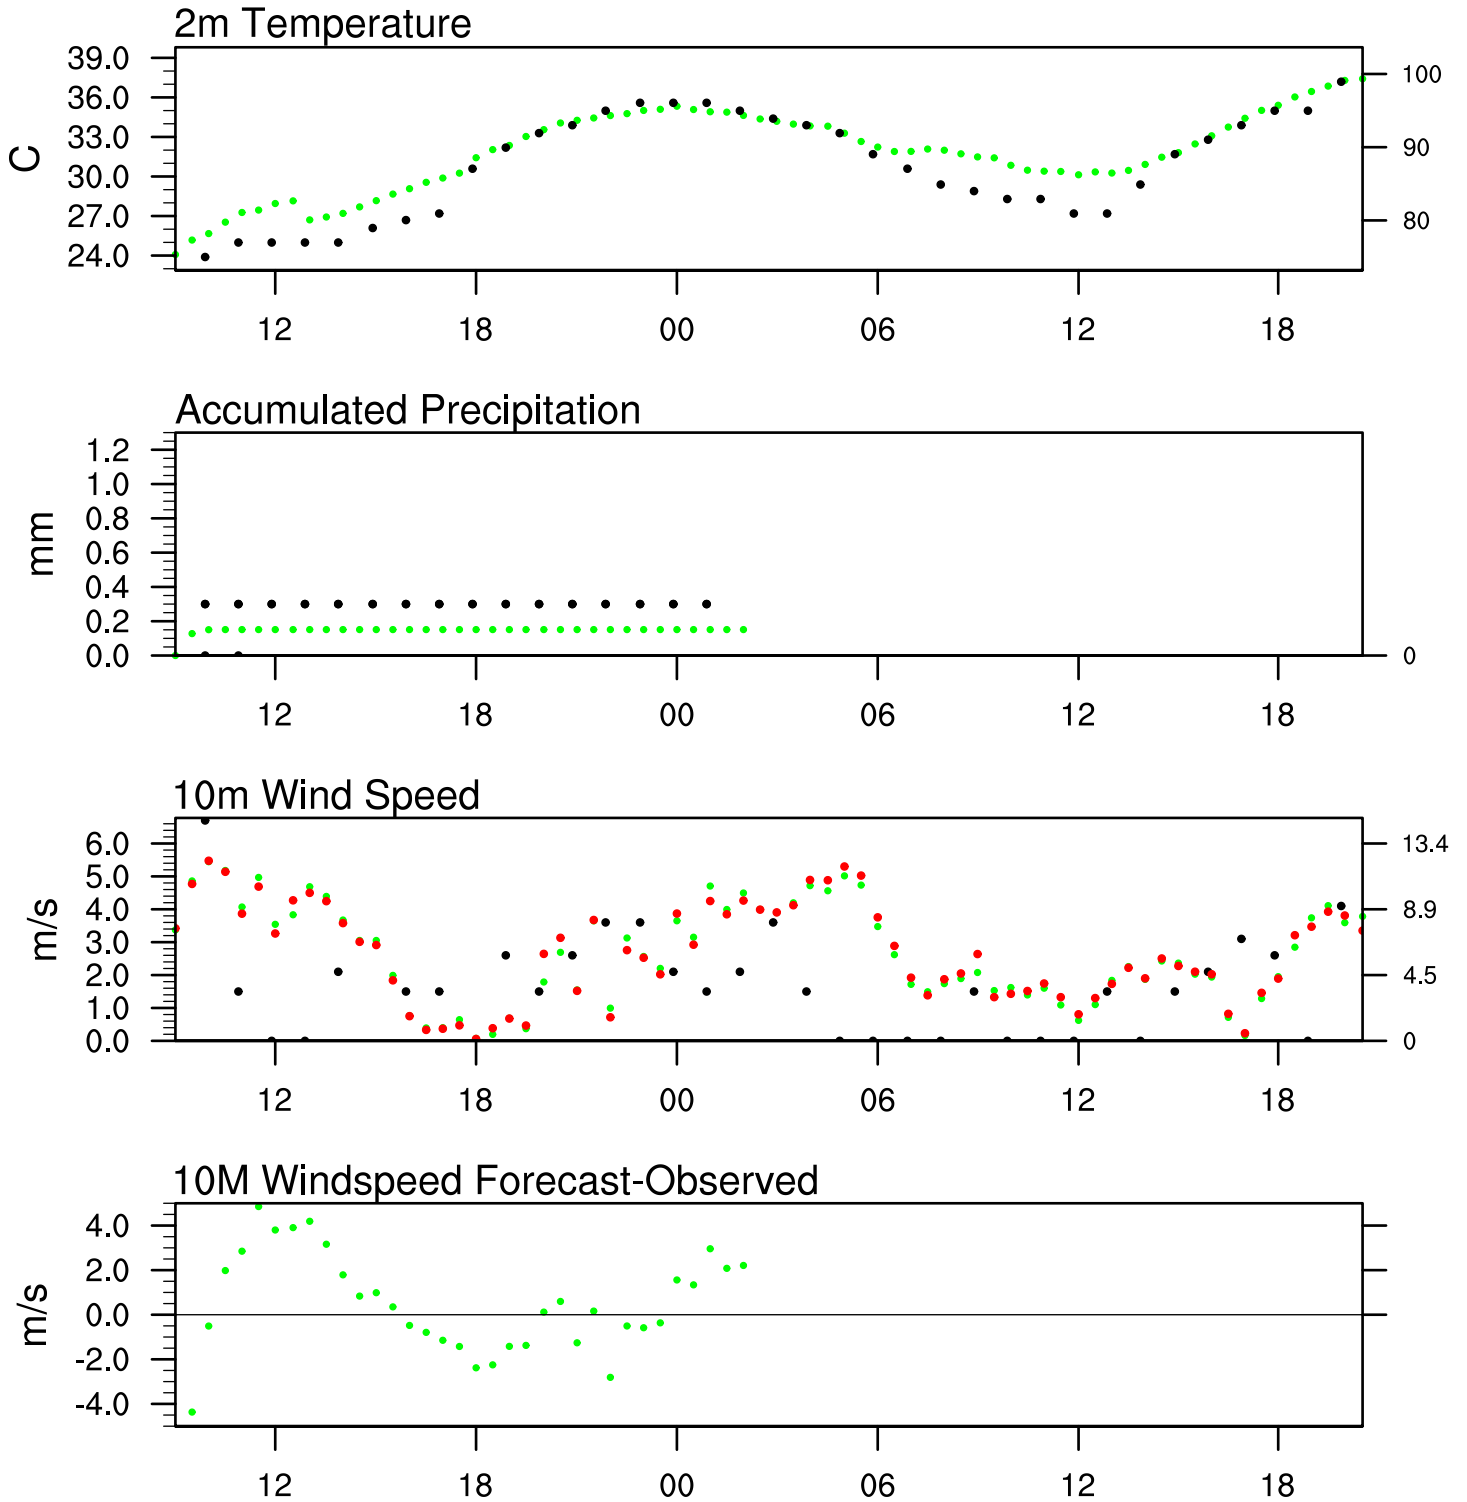 2m Temperature
39.0
36.0
33.0
30.0
27.0
24.0
C
100
90
80
12 18 00 06 12 18
Accumulated Precipitation
1.2
1.0
0.8
0.6
0.4
0.2
0.0
mm
0
12 18 00 06 12 18
10m Wind Speed
6.0
5.0
4.0
3.0
2.0
1.0
0.0
m/s
13.4
8.9
4.5
0
12 18 00 06 12 18
10M Windspeed Forecast-Observed
4.0
2.0
0.0
-2.0
-4.0
m/s
12 18 00 06 12 18